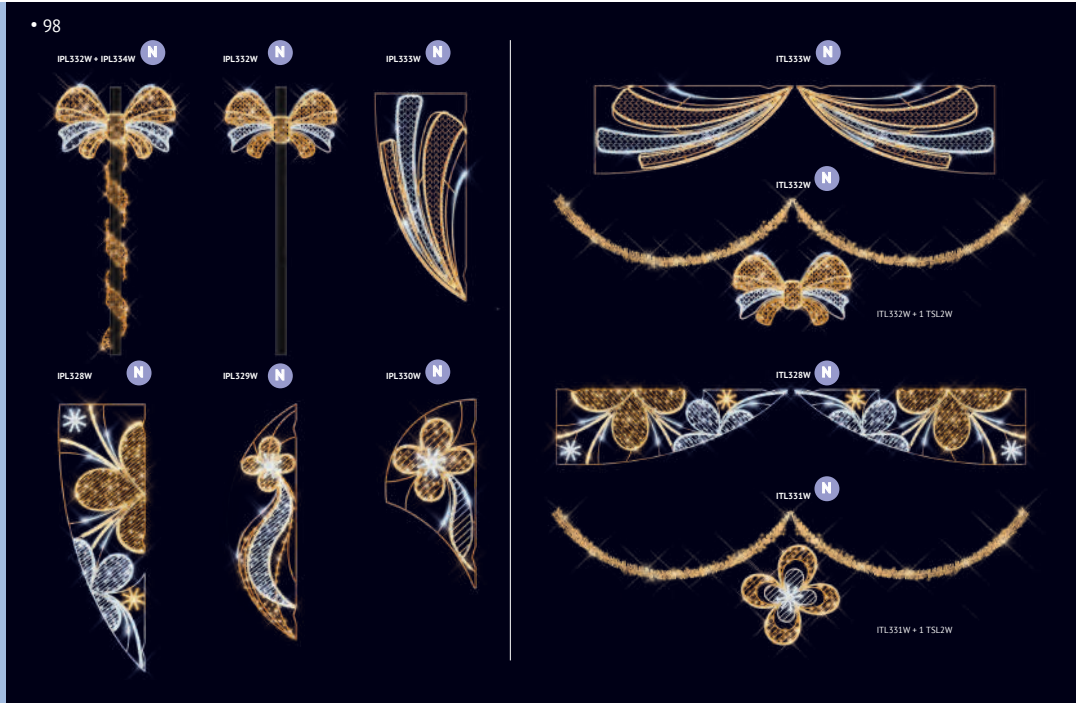 • 98
IPL332W + IPL334W N
IPL332W N
IPL333W N
IPL328W N
IPL329W N
IPL330W N
ITL333W N
ITL332W N
ITL332W + 1 TSL2W
ITL328W N
ITL331W N
ITL331W + 1 TSL2W